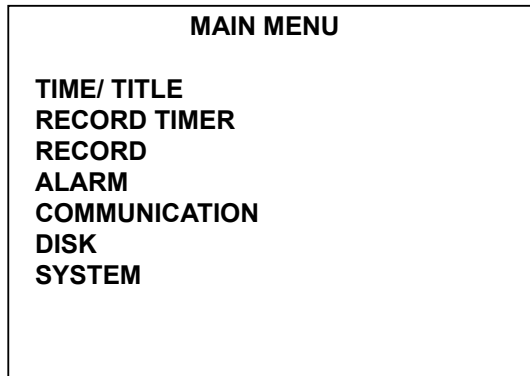 MAIN MENU
TIME/ TITLE
RECORD TIMER
RECORD
ALARM
COMMUNICATION
DISK
SYSTEM